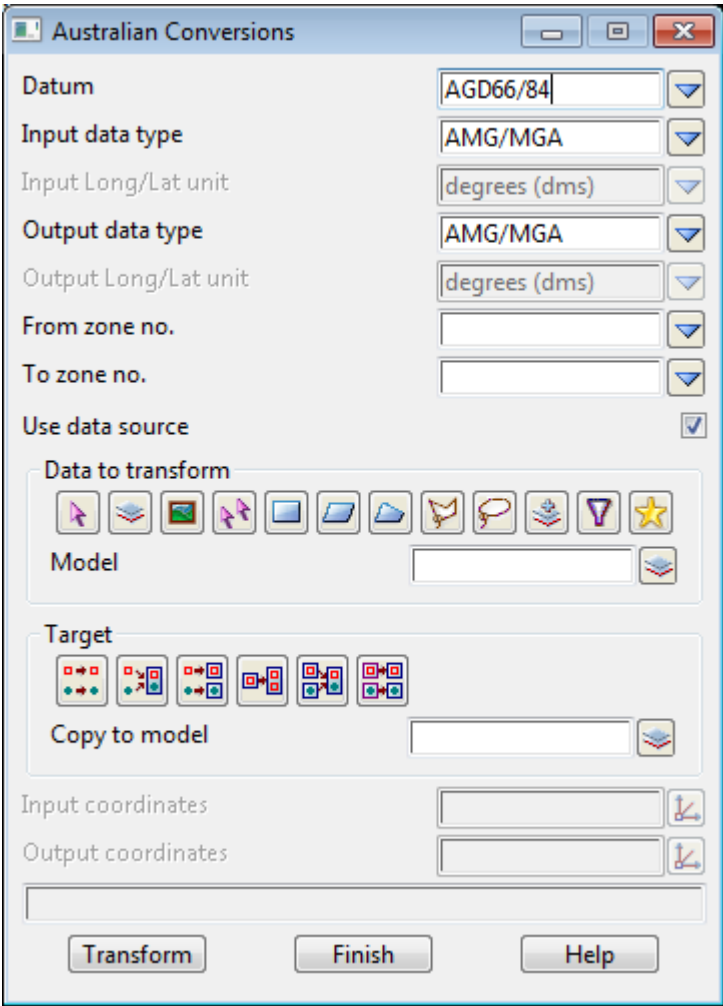 Australian Conversions
Datum AGD66/84
Input data type AMG/MGA
Input Long/Lat unit degrees (dms)
Output data type AMG/MGA
Output Long/Lat unit degrees (dms)
From zone no.
To zone no.
Use data source
Data to transform
Model
Target
Copy to model
Input coordinates
Output coordinates
Transform Finish Help